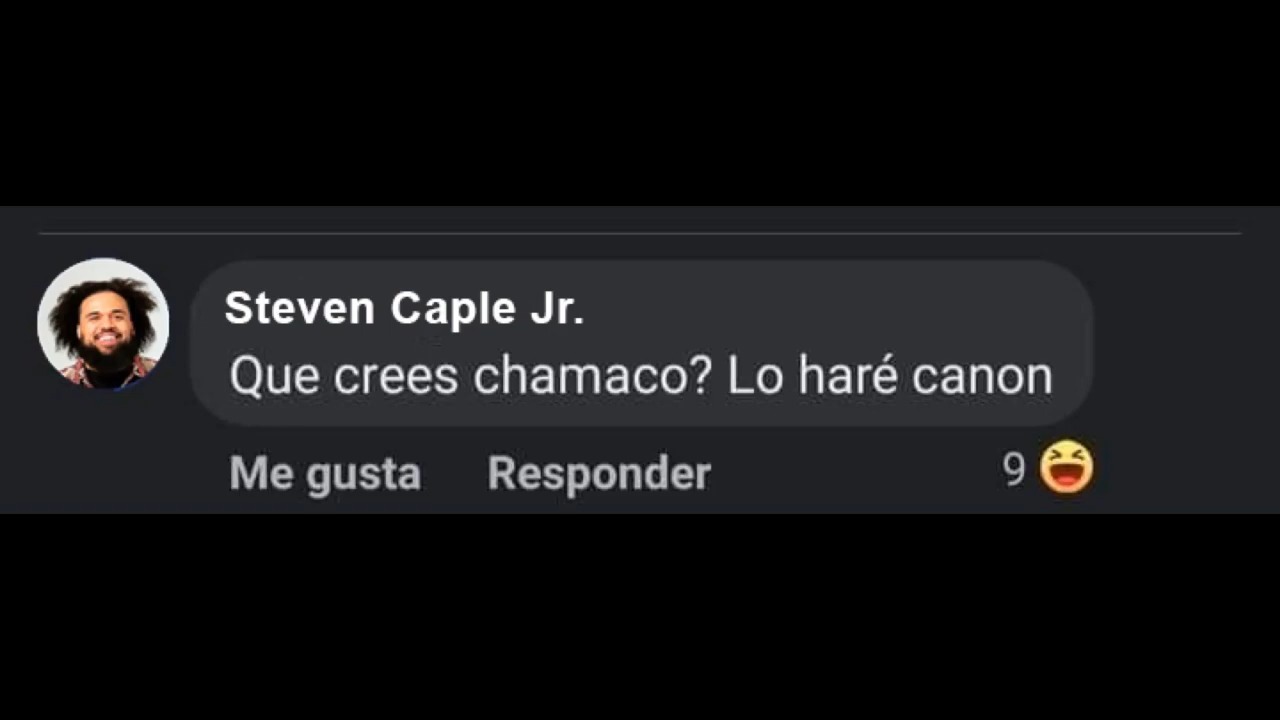 Steven Caple Jr.
Que crees chamaco? Lo haré canon
Me gusta Responder 9